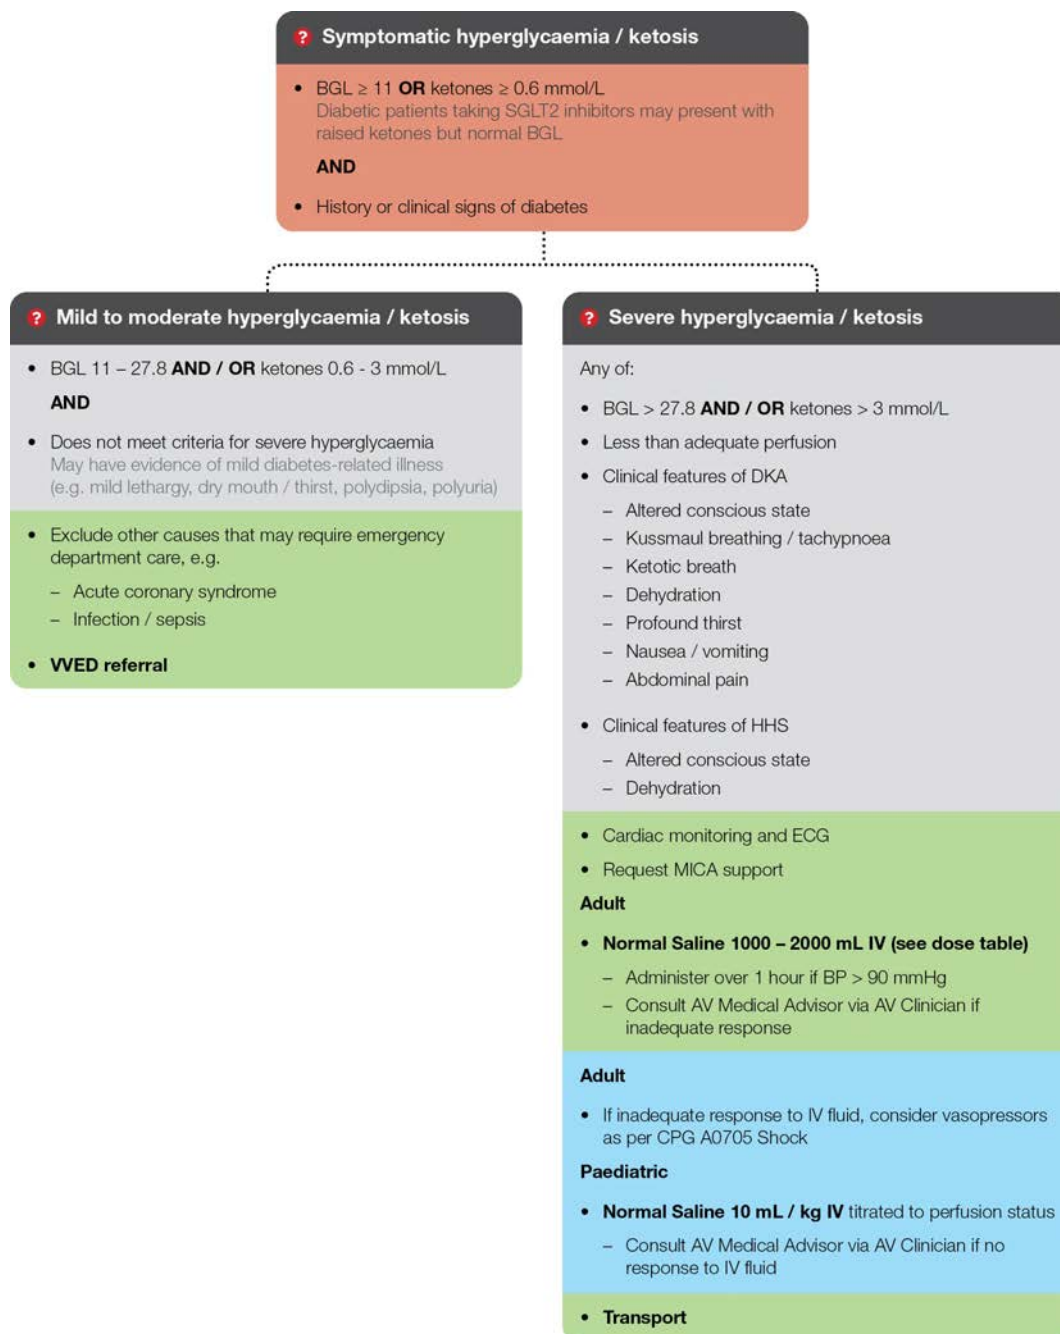 ? Symptomatic hyperglycaemia / ketosis
• BGL ≥ 11 OR ketones ≥ 0.6 mmol/L
Diabetic patients taking SGLT2 inhibitors may present with
raised ketones but normal BGL
AND
• History or clinical signs of diabetes
? Mild to moderate hyperglycaemia / ketosis
• BGL 11 – 27.8 AND / OR ketones 0.6 - 3 mmol/L
AND
• Does not meet criteria for severe hyperglycaemia
May have evidence of mild diabetes-related illness
(e.g. mild lethargy, dry mouth / thirst, polydipsia, polyuria)
• Exclude other causes that may require emergency
department care, e.g.
– Acute coronary syndrome
– Infection / sepsis
• VVED referral
? Severe hyperglycaemia / ketosis
Any of:
• BGL > 27.8 AND / OR ketones > 3 mmol/L
• Less than adequate perfusion
• Clinical features of DKA
– Altered conscious state
– Kussmaul breathing / tachypnoea
– Ketotic breath
– Dehydration
– Profound thirst
– Nausea / vomiting
– Abdominal pain
• Clinical features of HHS
– Altered conscious state
– Dehydration
• Cardiac monitoring and ECG
• Request MICA support
Adult
• Normal Saline 1000 – 2000 mL IV (see dose table)
– Administer over 1 hour if BP > 90 mmHg
– Consult AV Medical Advisor via AV Clinician if
inadequate response
Adult
• If inadequate response to IV fluid, consider vasopressors
as per CPG A0705 Shock
Paediatric
• Normal Saline 10 mL / kg IV titrated to perfusion status
– Consult AV Medical Advisor via AV Clinician if no
response to IV fluid
• Transport